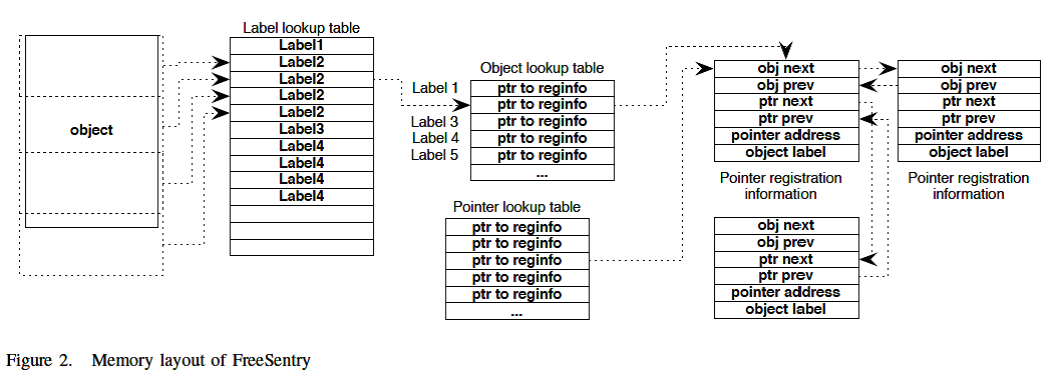 Label lookup table
Label1
Label2
Label2
Label2
Label2
Label3
Label4
Label4
Label4
Label4
object
Object lookup table
Label 1
Label 3
Label 4
Label 5
ptr to reginfo
ptr to reginfo
ptr to reginfo
ptr to reginfo
ptr to reginfo
...
Pointer lookup table
ptr to reginfo
ptr to reginfo
ptr to reginfo
ptr to reginfo
ptr to reginfo
...
obj next
obj prev
ptr next
ptr prev
pointer address
object label
Pointer registration
information
obj next
obj prev
ptr next
ptr prev
pointer address
object label
Pointer registration
information
obj next
obj prev
ptr next
ptr prev
pointer address
object label
Figure 2. Memory layout of FreeSentry